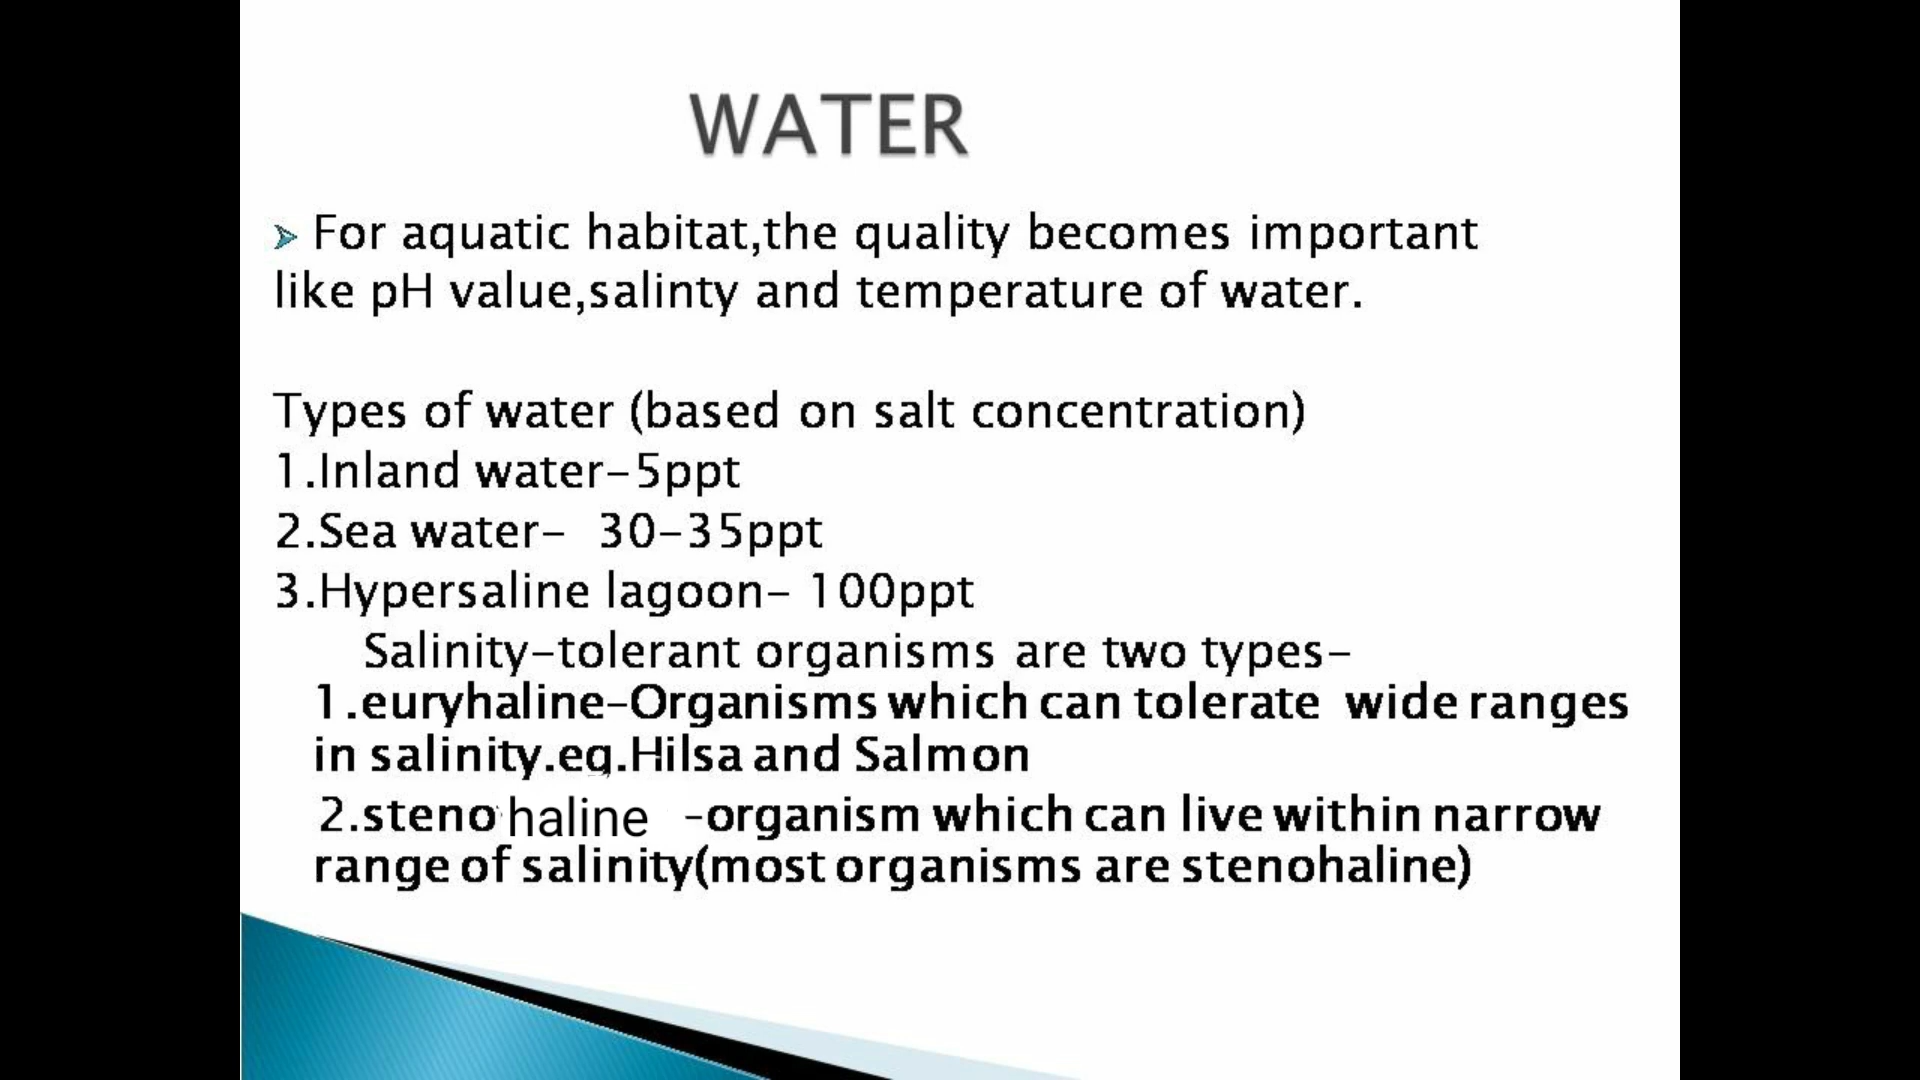 WATER
For aquatic habitat,the quality becomes important
like pH value,salinty and temperature of water.
Types of water (based on salt concentration)
1.Inland water-5ppt
2.Sea water- 30-35ppt
3.Hypersaline lagoon- 100ppt
Salinity-tolerant organisms are two types-
1.euryhaline-Organisms which can tolerate wide ranges
in salinity.eg.Hilsa and Salmon
2.steno haline -organism which can live within narrow
range of salinity(most organisms are stenohaline)